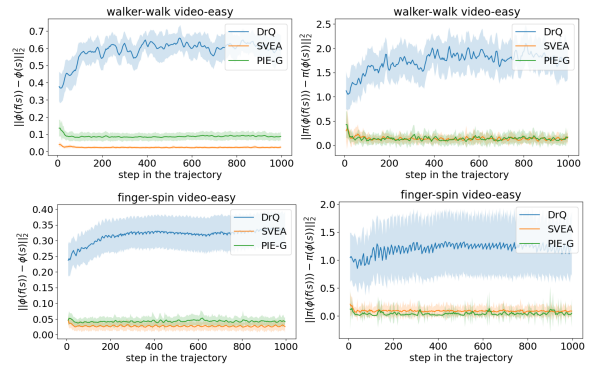 walker-walk video-easy
||ϕ(f(s)) − ϕ(s)||₂²
0.7
0.6
0.5
0.4
0.3
0.2
0.1
0.0
DrQ
SVEA
PIE-G
0 200 400 600 800 1000
step in the trajectory
walker-walk video-easy
||π(ϕ(f(s))) − π(ϕ(s))||₂²
2.5
2.0
1.5
1.0
0.5
0.0
DrQ
SVEA
PIE-G
0 200 400 600 800 1000
step in the trajectory
finger-spin video-easy
||ϕ(f(s)) − ϕ(s)||₂²
0.40
0.35
0.30
0.25
0.20
0.15
0.10
0.05
0.00
DrQ
SVEA
PIE-G
0 200 400 600 800 1000
step in the trajectory
finger-spin video-easy
||π(ϕ(f(s))) − π(ϕ(s))||₂²
2.0
1.5
1.0
0.5
0.0
DrQ
SVEA
PIE-G
0 200 400 600 800 1000
step in the trajectory